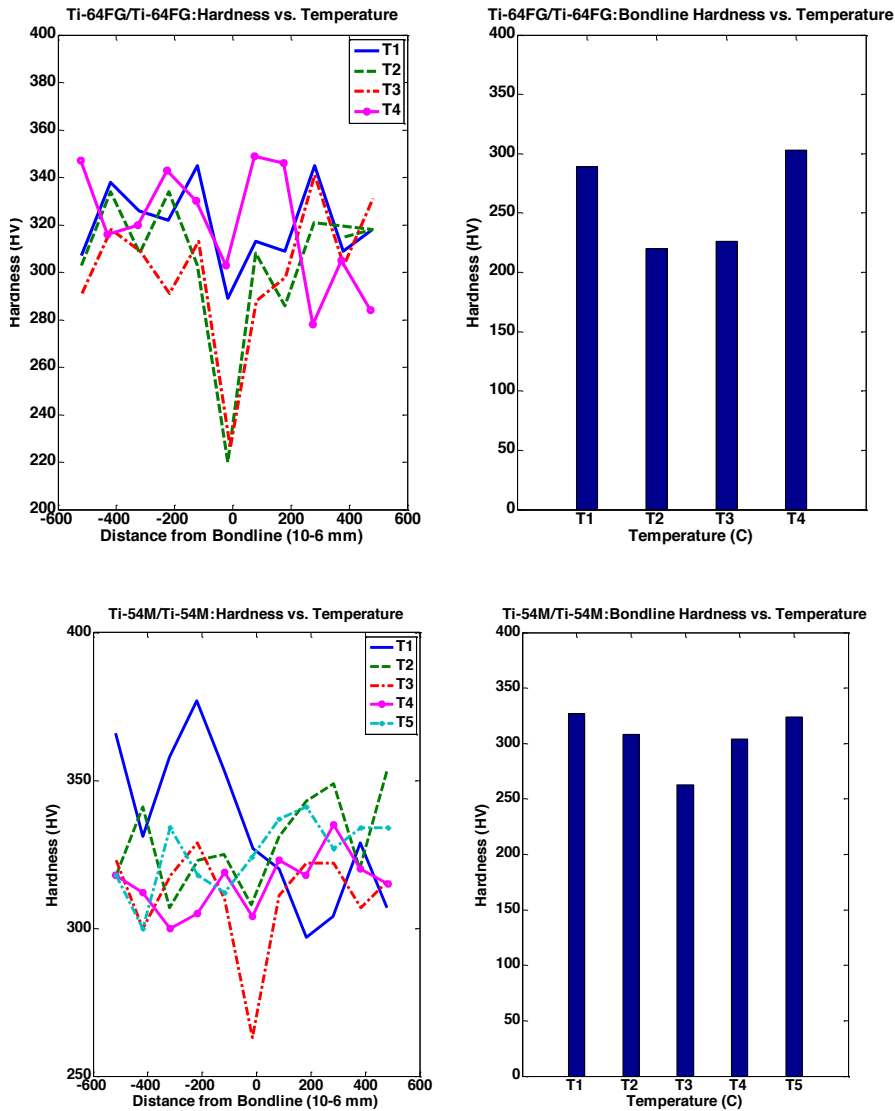 Ti-64FG/Ti-64FG:Hardness vs. Temperature
400
380
360
340
320
300
280
260
240
220
200
Hardness (HV)
T1
T2
T3
T4
-600
-400
-200
0
200
400
600
Distance from Bondline (10-6 mm)
Ti-64FG/Ti-64FG:Bondline Hardness vs. Temperature
400
350
300
250
200
150
100
50
0
Hardness (HV)
T1
T2
T3
T4
Temperature (C)
Ti-54M/Ti-54M:Hardness vs. Temperature
400
350
300
250
Hardness (HV)
T1
T2
T3
T4
T5
-600
-400
-200
0
200
400
600
Distance from Bondline (10-6 mm)
Ti-54M/Ti-54M:Bondline Hardness vs. Temperature
400
350
300
250
200
150
100
50
0
Hardness (HV)
T1
T2
T3
T4
T5
Temperature (C)